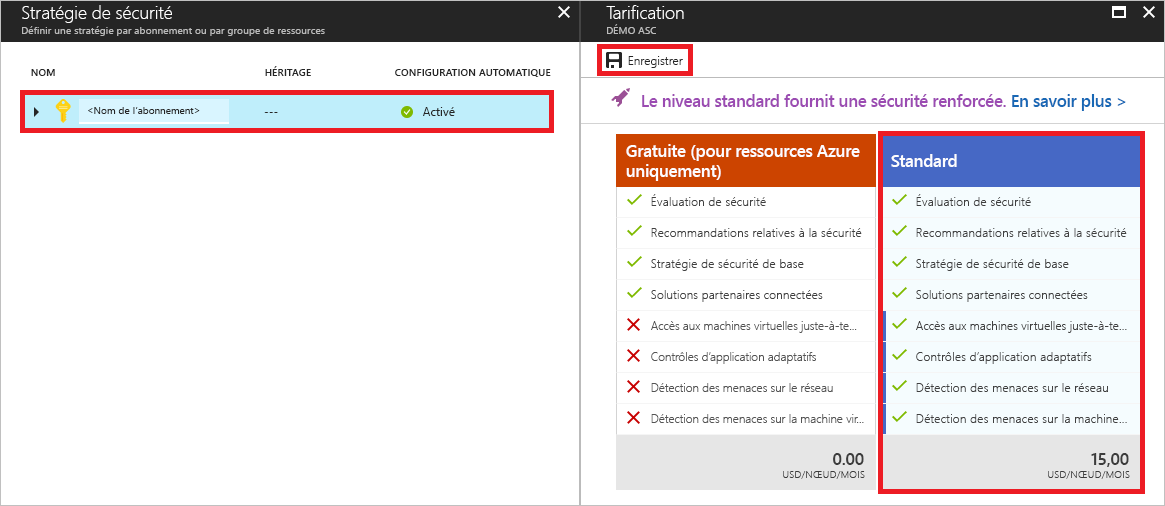 Stratégie de sécurité
Définir une stratégie par abonnement ou par groupe de ressources
NOM HÉRITAGE CONFIGURATION AUTOMATIQUE
<Nom de l'abonnement> --- Activé
Tarification
DÉMO ASC
Enregistrer
Le niveau standard fournit une sécurité renforcée. En savoir plus >
Gratuite (pour ressources Azure
uniquement)
Évaluation de sécurité
Recommandations relatives à la sécurité
Stratégie de sécurité de base
Solutions partenaires connectées
Accès aux machines virtuelles juste-à-te...
Contrôles d'application adaptatifs
Détection des menaces sur le réseau
Détection des menaces sur la machine vir...
0.00
USD/NŒUD/MOIS
Standard
Évaluation de sécurité
Recommandations relatives à la sécurité
Stratégie de sécurité de base
Solutions partenaires connectées
Accès aux machines virtuelles juste-à-te...
Contrôles d'application adaptatifs
Détection des menaces sur le réseau
Détection des menaces sur la machine...
15,00
USD/NŒUD/MOIS